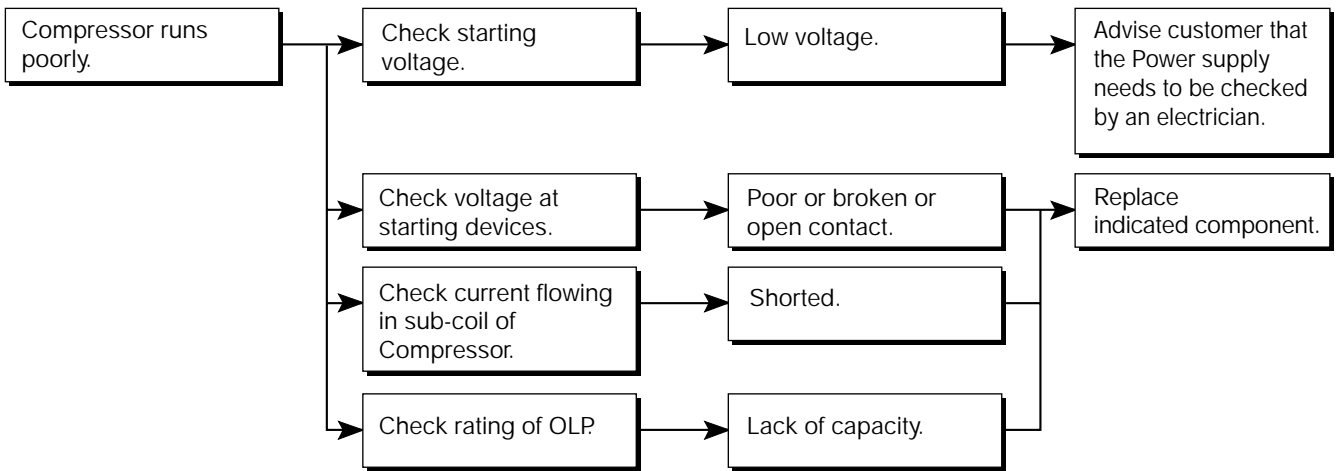 Compressor runs
poorly.
Check starting
voltage.
Low voltage.
Advise customer that
the Power supply
needs to be checked
by an electrician.
Check voltage at
starting devices.
Poor or broken or
open contact.
Replace
indicated component.
Check current flowing
in sub-coil of
Compressor.
Shorted.
Check rating of OLP.
Lack of capacity.